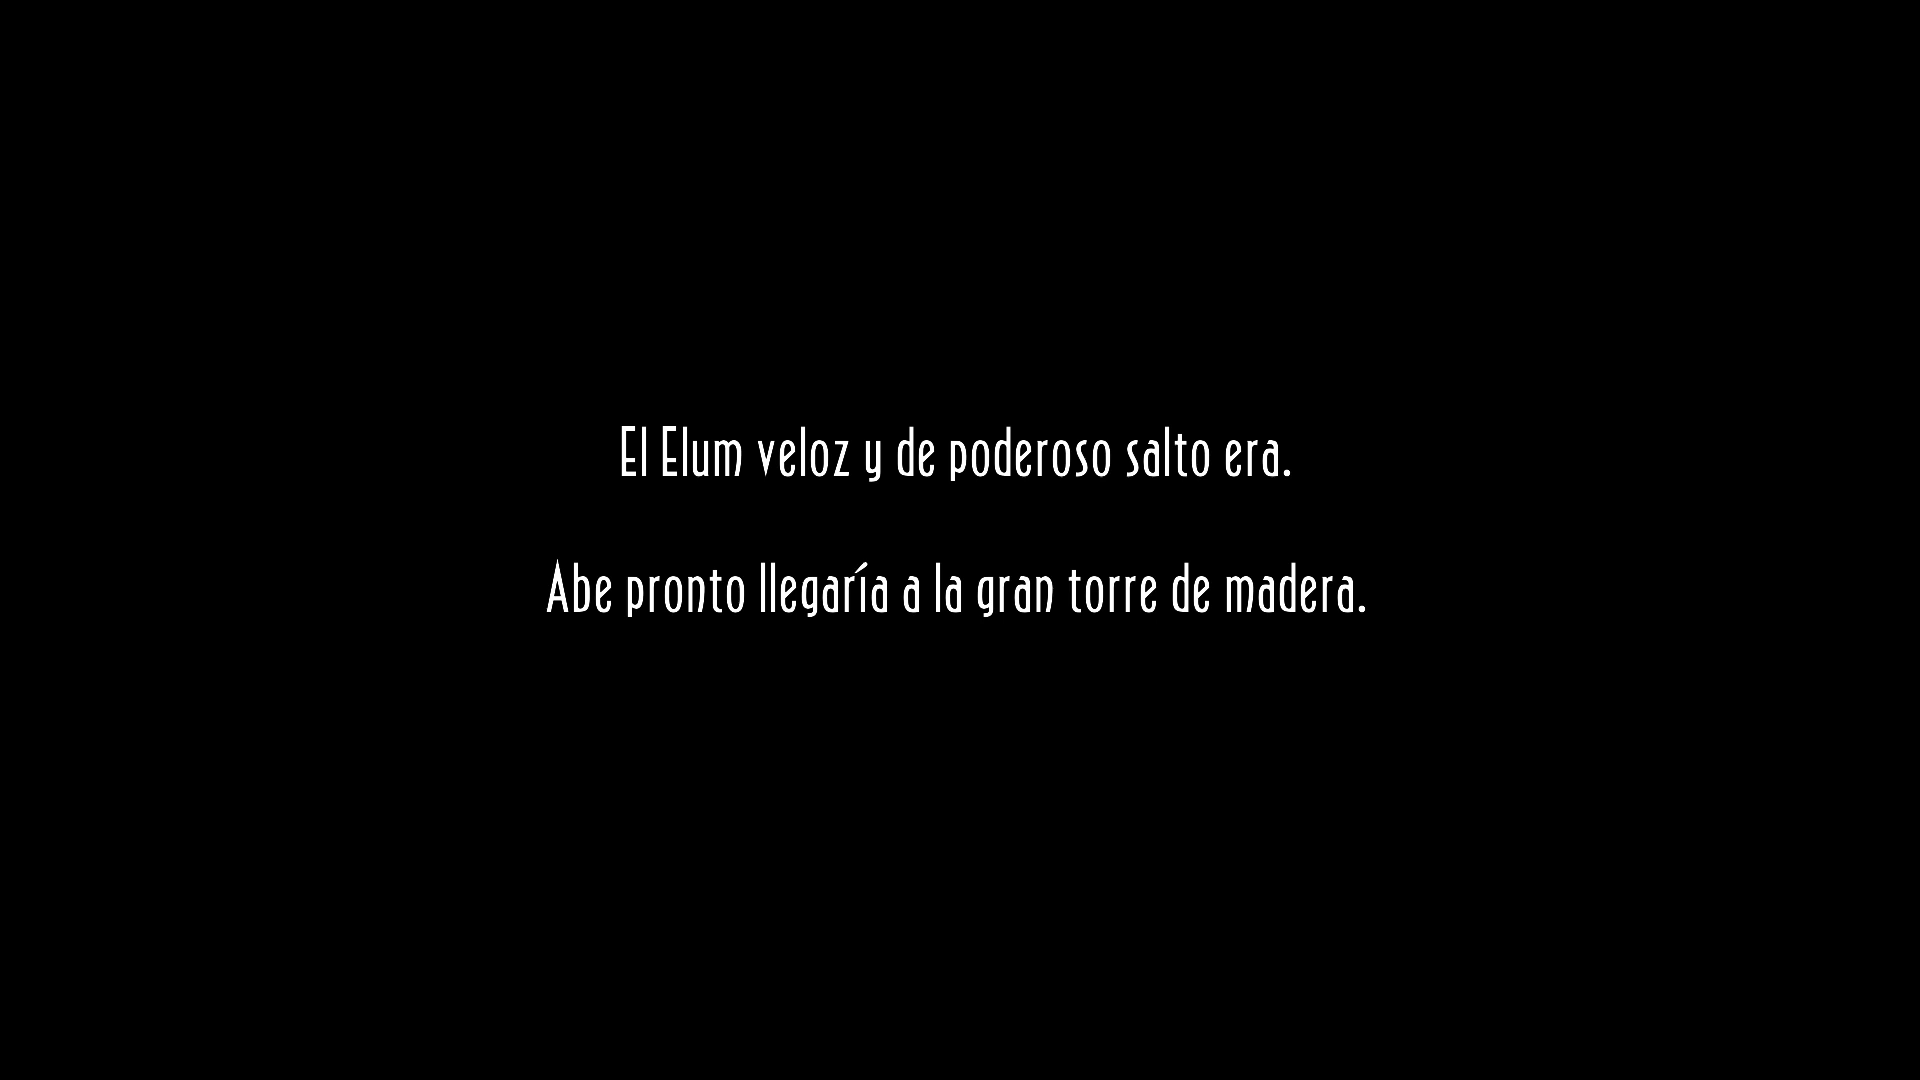 El Elum veloz y de poderoso salto era.
Abe pronto llegaría a la gran torre de madera.